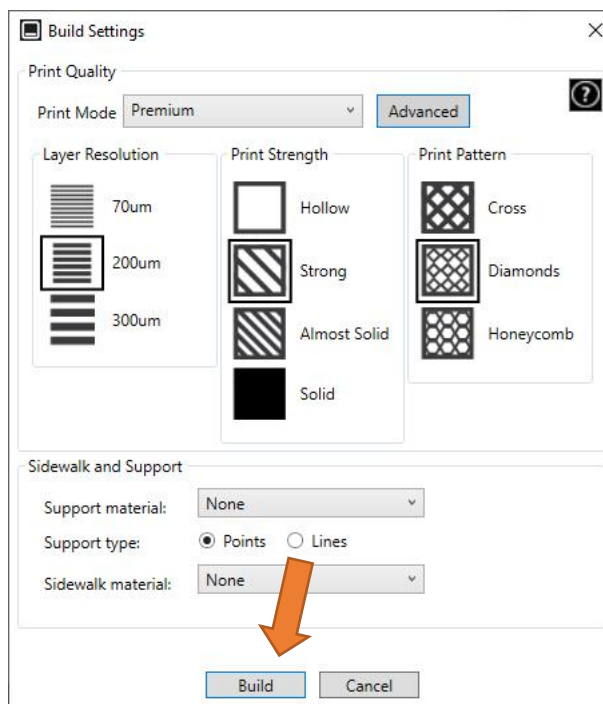 Build Settings
Print Quality
Print Mode Premium Advanced ?
Layer Resolution
70um
200um
300um
Print Strength
Hollow
Strong
Almost Solid
Solid
Print Pattern
Cross
Diamonds
Honeycomb
Sidewalk and Support
Support material: None
Support type: Points Lines
Sidewalk material: None
Build Cancel